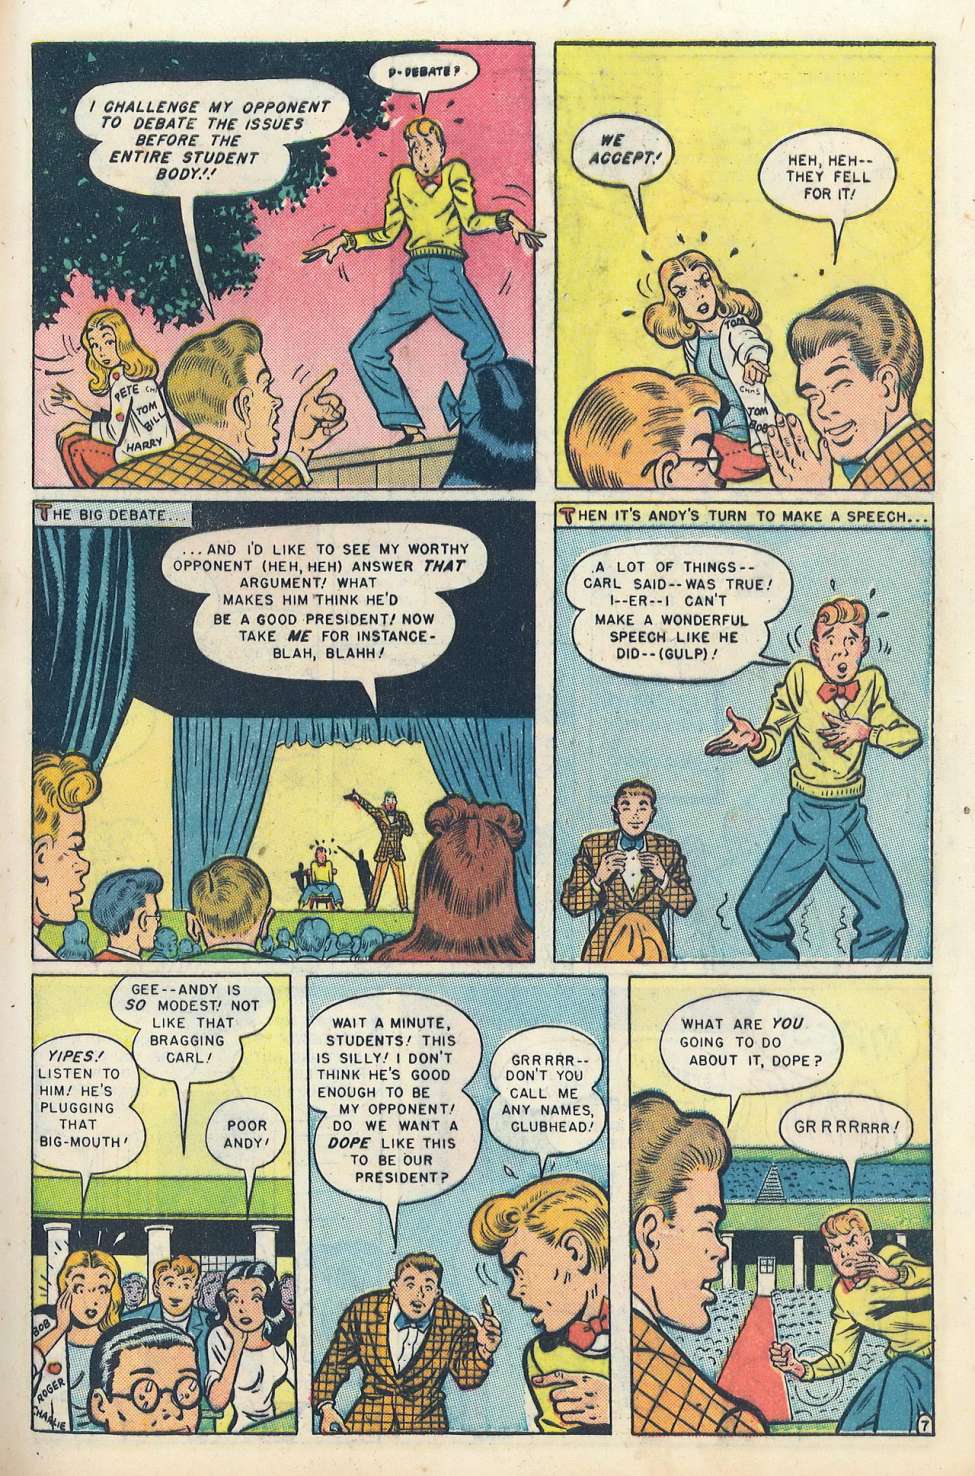 I CHALLENGE MY OPPONENT
TO DEBATE THE ISSUES
BEFORE THE
ENTIRE STUDENT
BODY!!
D-DEBATE?
PETE
TOM
BILL
HARRY
WE
ACCEPT!
HEH, HEH--
THEY FELL
FOR IT!
TOM
CHAS
TOM
BOB
THE BIG DEBATE...
...AND I'D LIKE TO SEE MY WORTHY
OPPONENT (HEH, HEH) ANSWER THAT
ARGUMENT! WHAT
MAKES HIM THINK HE'D
BE A GOOD PRESIDENT! NOW
TAKE ME FOR INSTANCE-
BLAH, BLAHH!
THEN IT'S ANDY'S TURN TO MAKE A SPEECH...
A LOT OF THINGS--
CARL SAID--WAS TRUE!
I--ER--I CAN'T
MAKE A WONDERFUL
SPEECH LIKE HE
DID--(GULP)!
YIPES!
LISTEN TO
HIM! HE'S
PLUGGING
THAT
BIG-MOUTH!
GEE--ANDY IS
SO MODEST! NOT
LIKE THAT
BRAGGING
CARL!
POOR
ANDY!
BOB
ROGER
CHARLIE
WAIT A MINUTE,
STUDENTS! THIS
IS SILLY! I DON'T
THINK HE'S GOOD
ENOUGH TO BE
MY OPPONENT!
DO WE WANT A
DOPE LIKE THIS
TO BE OUR
PRESIDENT?
GRRRRR--
DON'T YOU
CALL ME
ANY NAMES,
CLUBHEAD!
WHAT ARE YOU
GOING TO DO
ABOUT IT, DOPE?
GRRRRRRR!
7